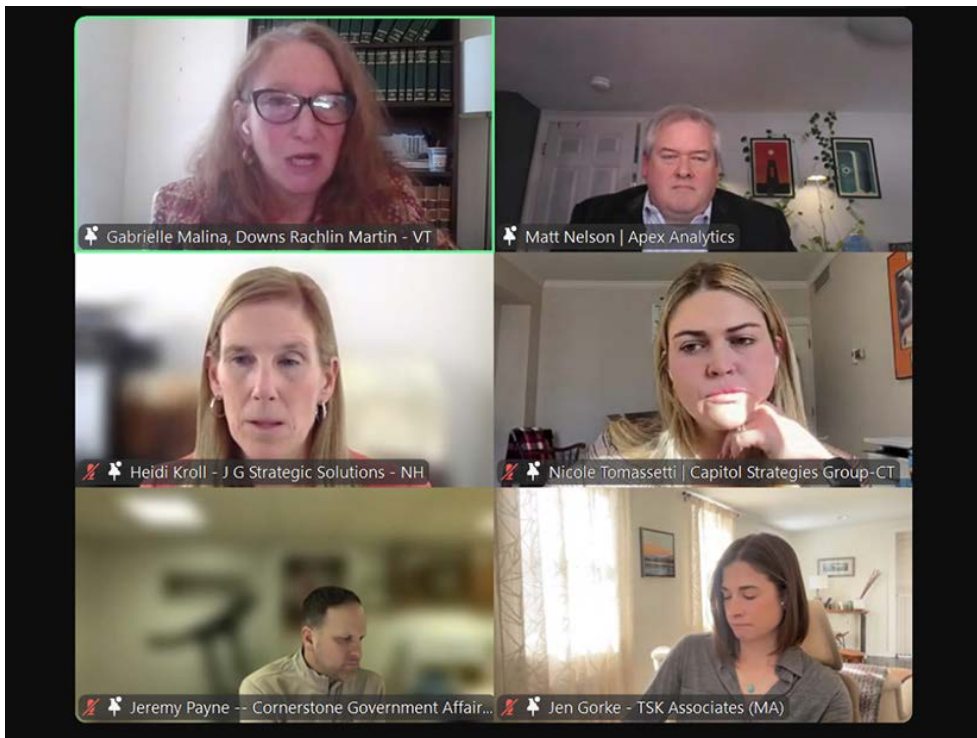 Gabrielle Malina, Downs Rachlin Martin - VT
Matt Nelson | Apex Analytics
Heidi Kroll - J G Strategic Solutions - NH
Nicole Tomassetti | Capitol Strategies Group-CT
Jeremy Payne -- Cornerstone Government Affair...
Jen Gorke - TSK Associates (MA)